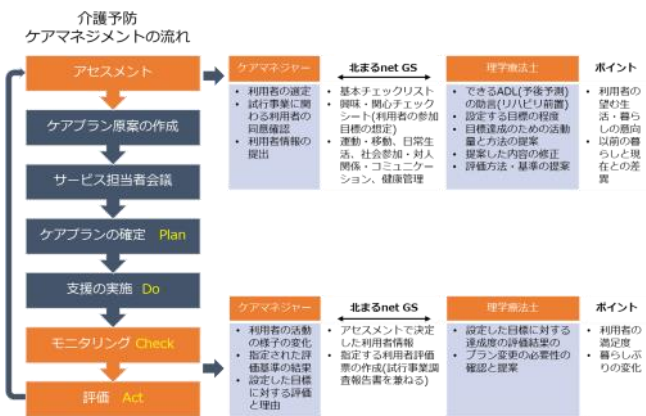 介護予防
ケアマネジメントの流れ
アセスメント
ケアプラン原案の作成
サービス担当者会議
ケアプランの確定 Plan
支援の実施 Do
モニタリング Check
評価 Act
ケアマネジャー
• 利用者の選定
• 試行事業に関
わる利用者の
同意確認
• 利用者情報の
提出
北まるnet GS
• 基本チェックリスト
• 興味・関心チェック
シート(利用者の参加
目標の想定)
• 運動・移動、日常生
活、社会参加・対人
関係・コミュニケー
ション、健康管理
理学療法士
• できるADL(予後予測)
の助言(リハビリ前置)
• 設定する目標の程度
• 目標達成のための活動
量と方法の提案
• 提案した内容の修正
• 評価方法・基準の提案
ポイント
• 利用者の
望む生
活・暮ら
しの意向
• 以前の暮
らしと現
在との差
異
ケアマネジャー
• 利用者の活動
の様子の変化
• 指定された評
価基準の結果
• 設定した目標
に対する評価
と理由
北まるnet GS
• アセスメントで決定
した利用者情報
• 指定する利用者評価
票の作成(試行事業調
査報告書を兼ねる)
理学療法士
• 設定した目標に対する
達成度の評価結果の
• プラン変更の必要性の
確認と提案
ポイント
• 利用者の
満足度
• 暮らしぶ
りの変化